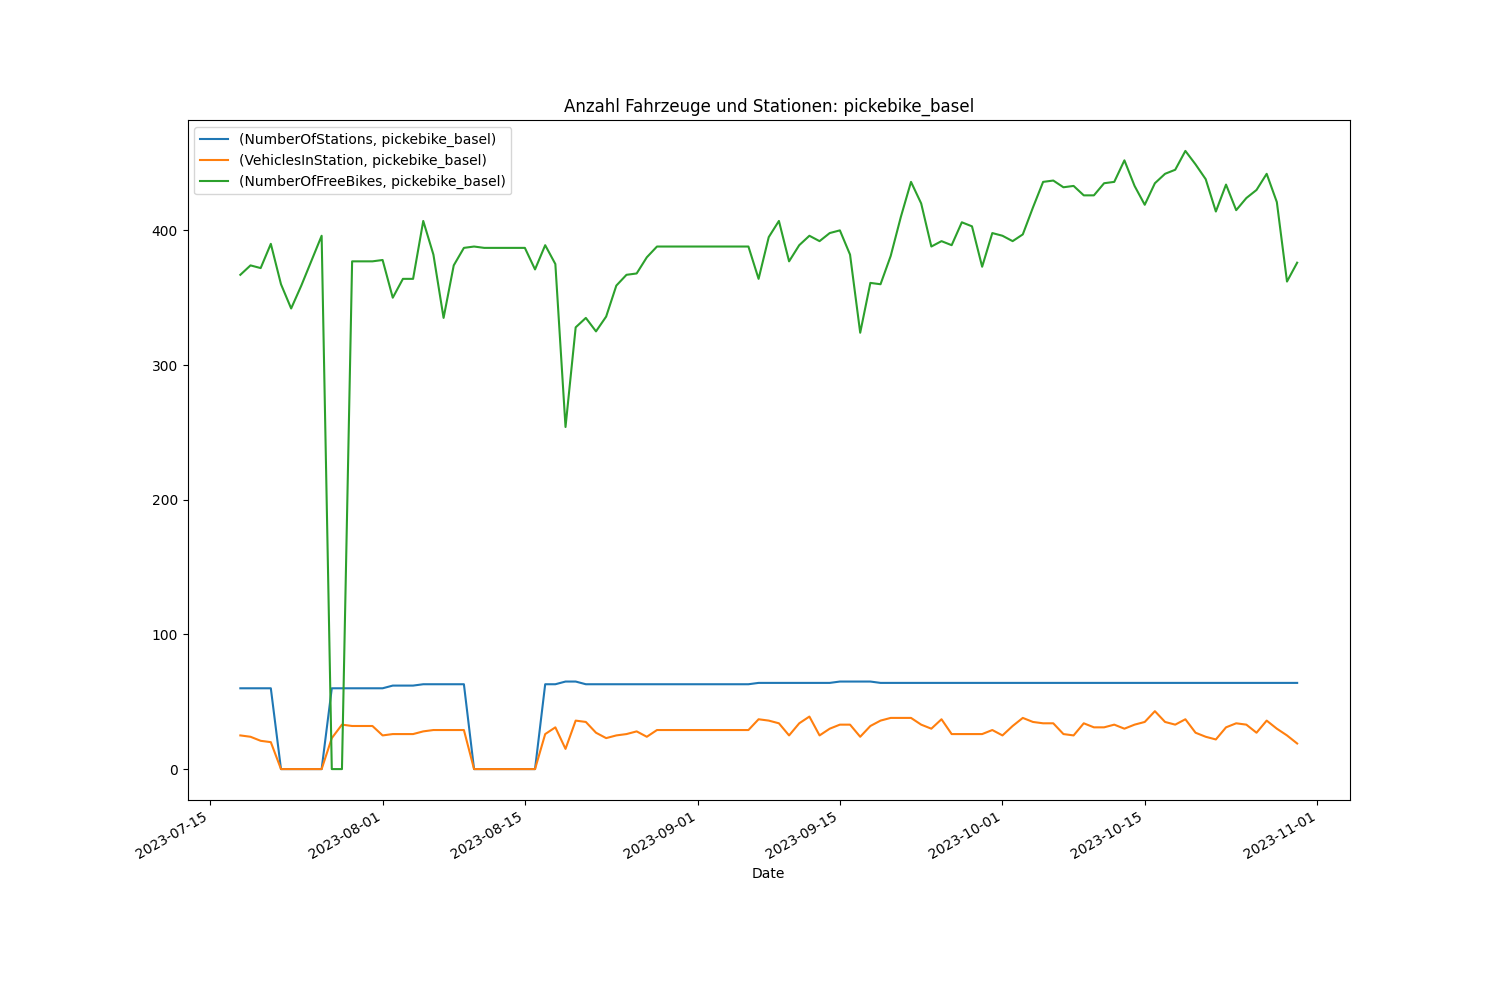 Anzahl Fahrzeuge und Stationen: pickebike_basel
(NumberOfStations, pickebike_basel)
(VehiclesInStation, pickebike_basel)
(NumberOfFreeBikes, pickebike_basel)
400
300
200
100
0
2023-07-15
2023-08-01
2023-08-15
2023-09-01
2023-09-15
2023-10-01
2023-10-15
2023-11-01
Date